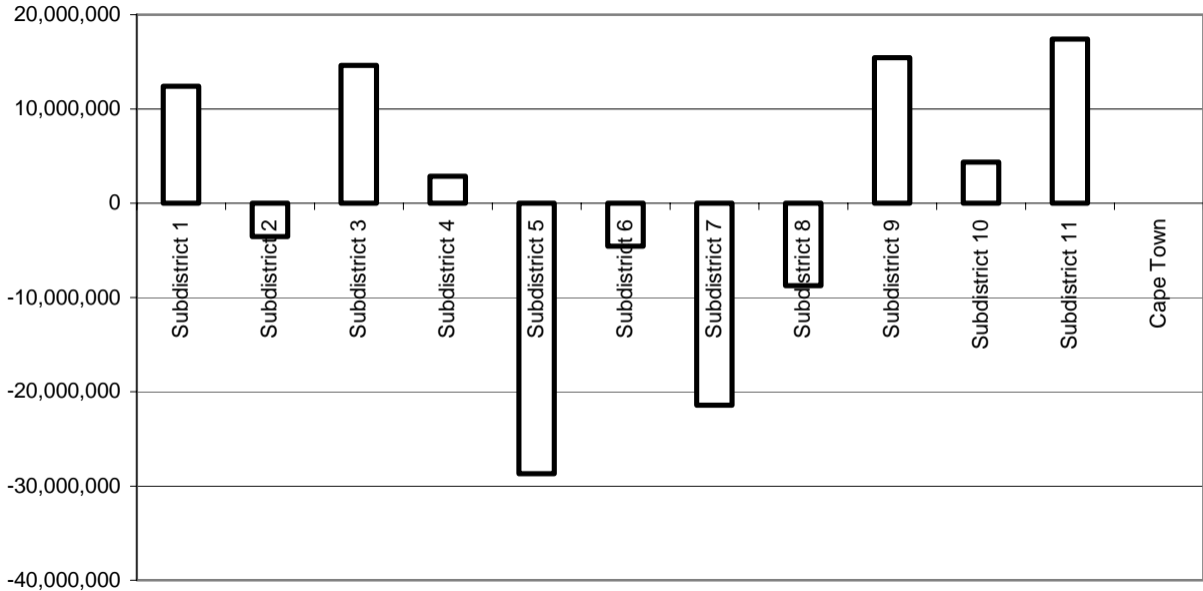 20,000,000
10,000,000
0
-10,000,000
-20,000,000
-30,000,000
-40,000,000
Subdistrict 1
Subdistrict 2
Subdistrict 3
Subdistrict 4
Subdistrict 5
Subdistrict 6
Subdistrict 7
Subdistrict 8
Subdistrict 9
Subdistrict 10
Subdistrict 11
Cape Town